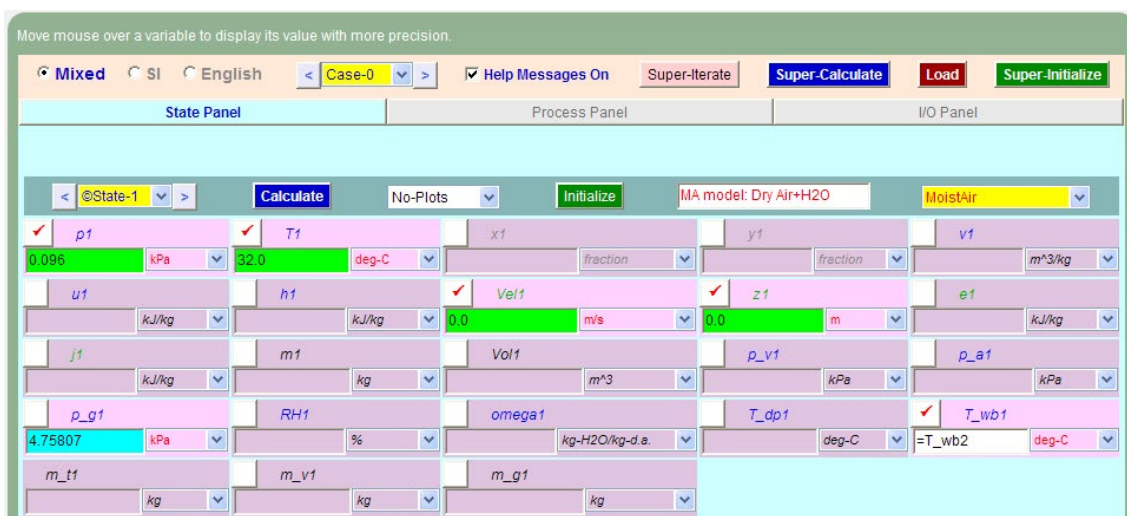 Move mouse over a variable to display its value with more precision.
Mixed SI English < Case-0 > Help Messages On Super-Iterate Super-Calculate Load Super-Initialize
State Panel Process Panel I/O Panel
< ©State-1 > Calculate No-Plots Initialize MA model: Dry Air+H2O MoistAir
p1 T1 x1 y1 v1
0.096 kPa 32.0 deg-C fraction fraction m^3/kg
u1 h1 Vel1 z1 e1
kJ/kg kJ/kg 0.0 m/s 0.0 m kJ/kg
j1 m1 Vol1 p_v1 p_a1
kJ/kg kg m^3 kPa kPa
p_g1 RH1 omega1 T_dp1 T_wb1
4.75807 kPa % kg-H2O/kg-d.a. deg-C =T_wb2 deg-C
m_t1 m_v1 m_g1
kg kg kg